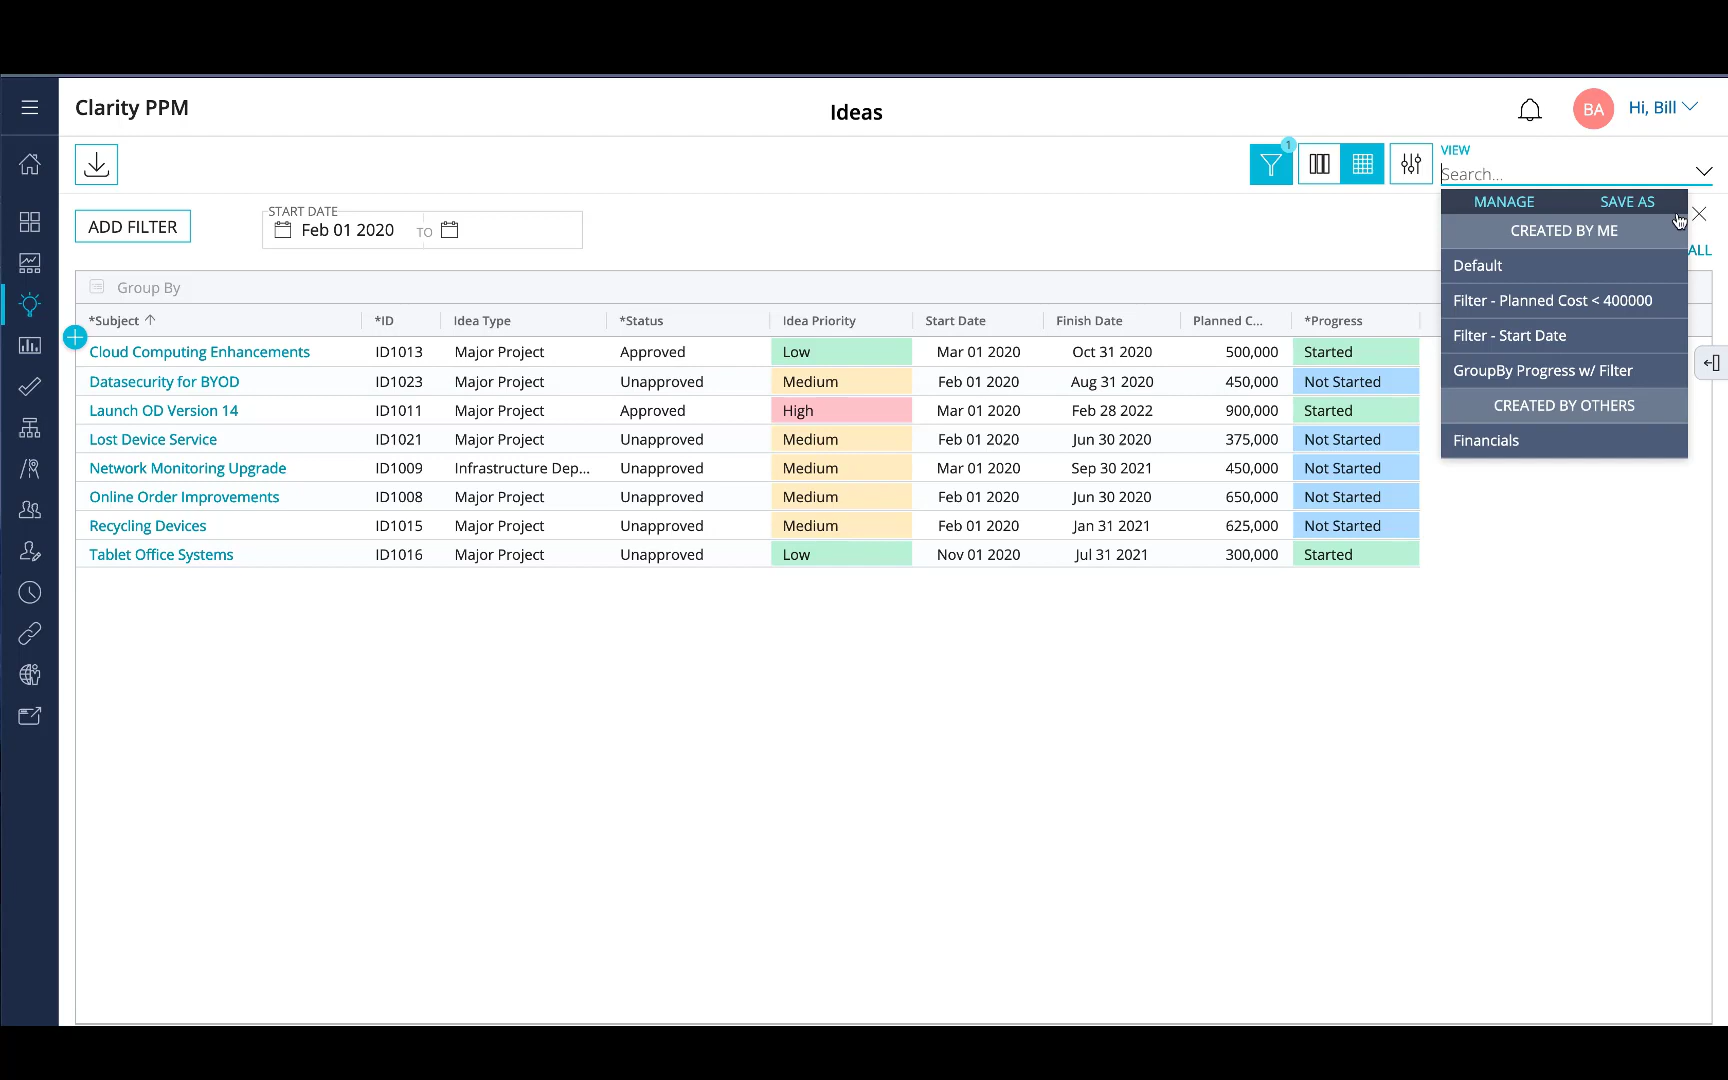 Clarity PPM
Ideas
BA
Hi, Bill
1
VIEW
Search...
MANAGE SAVE AS
CREATED BY ME
Default
Filter - Planned Cost < 400000
Filter - Start Date
GroupBy Progress w/ Filter
CREATED BY OTHERS
Financials
ALL
ADD FILTER
START DATE
Feb 01 2020 TO
Group By
*Subject *ID Idea Type *Status Idea Priority Start Date Finish Date Planned C... *Progress
Cloud Computing Enhancements ID1013 Major Project Approved Low Mar 01 2020 Oct 31 2020 500,000 Started
Datasecurity for BYOD ID1023 Major Project Unapproved Medium Feb 01 2020 Aug 31 2020 450,000 Not Started
Launch OD Version 14 ID1011 Major Project Approved High Mar 01 2020 Feb 28 2022 900,000 Started
Lost Device Service ID1021 Major Project Unapproved Medium Feb 01 2020 Jun 30 2020 375,000 Not Started
Network Monitoring Upgrade ID1009 Infrastructure Dep... Unapproved Medium Mar 01 2020 Sep 30 2021 450,000 Not Started
Online Order Improvements ID1008 Major Project Unapproved Medium Feb 01 2020 Jun 30 2020 650,000 Not Started
Recycling Devices ID1015 Major Project Unapproved Medium Feb 01 2020 Jan 31 2021 625,000 Not Started
Tablet Office Systems ID1016 Major Project Unapproved Low Nov 01 2020 Jul 31 2021 300,000 Started